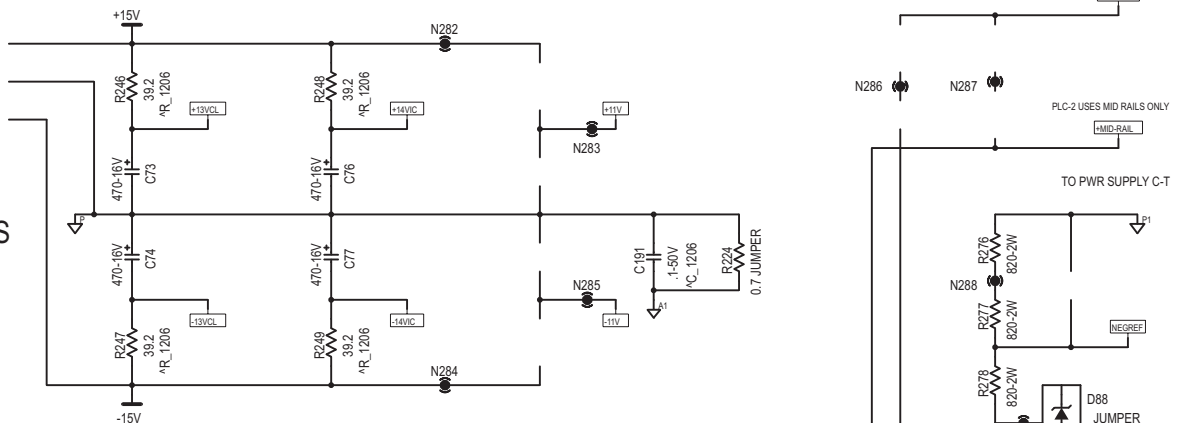 +15V
N282
R246
39.2
^R_1206
R248
39.2
^R_1206
+13VCL
+14VIC
+11V
N283
470-16V
+
C73
470-16V
+
C76
P
S
470-16V
+
C74
470-16V
+
C77
C191
.1-50V
^C_1206
R224
0.7 JUMPER
A1
N285
-11V
-13VCL
-14VIC
R247
39.2
^R_1206
R249
39.2
^R_1206
N284
-15V
N286
N287
PLC-2 USES MID RAILS ONLY
+MID-RAIL
TO PWR SUPPLY C-T
P1
R276
820-2W
N288
R277
820-2W
NEGREF
R278
820-2W
D88
JUMPER